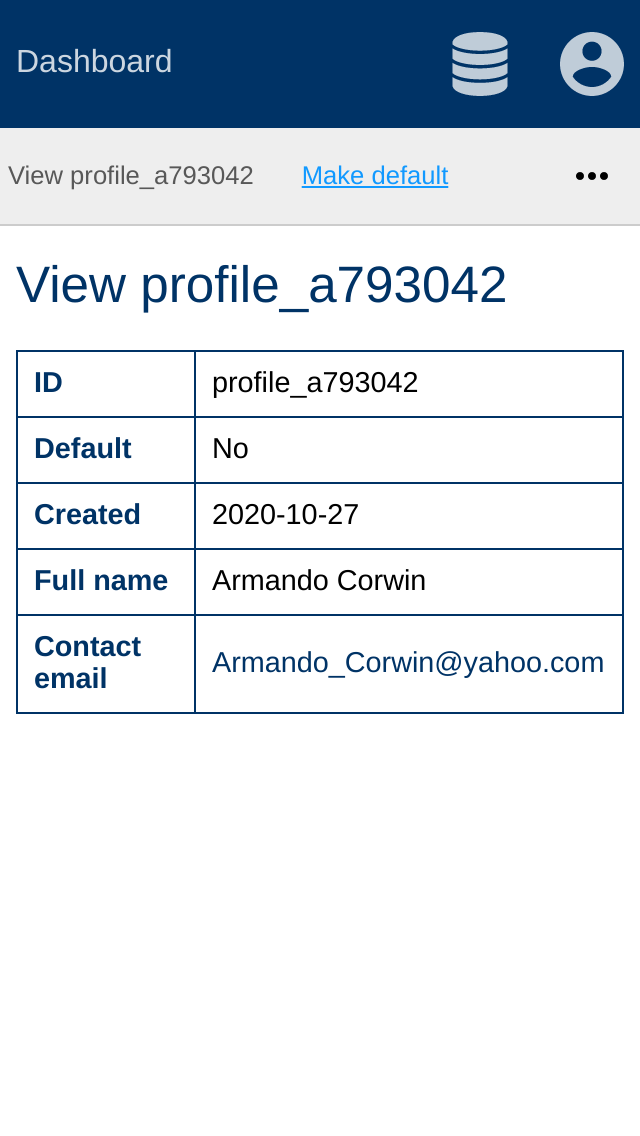 Dashboard
View profile_a793042 Make default
View profile_a793042
ID profile_a793042
Default No
Created 2020-10-27
Full name Armando Corwin
Contact
email Armando_Corwin@yahoo.com